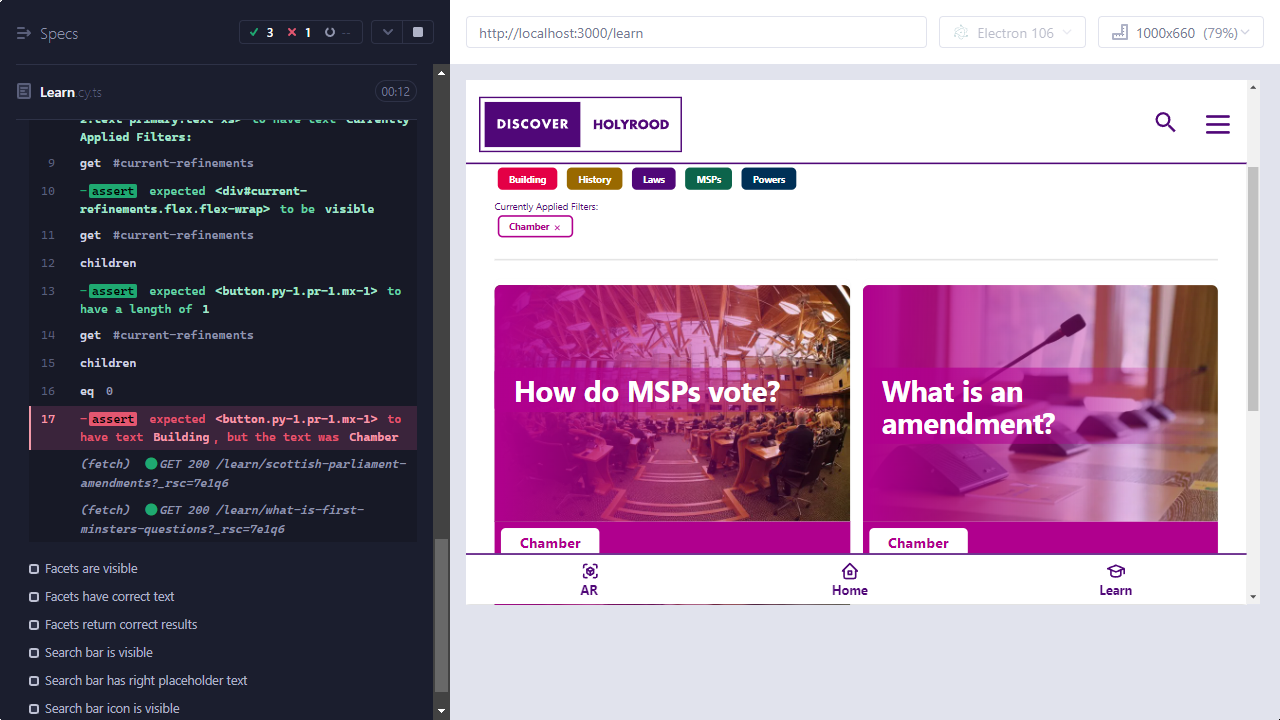 Specs
3
1
--
Learn.cy.ts
00:12
2.text-primary.text-xs> to have text Currently
Applied Filters:
9 get #current-refinements
10 -assert expected <div#current-
refinements.flex.flex-wrap> to be visible
11 get #current-refinements
12 children
13 -assert expected <button.py-1.pr-1.mx-1> to
have a length of 1
14 get #current-refinements
15 children
16 eq 0
17 -assert expected <button.py-1.pr-1.mx-1> to
have text Building, but the text was Chamber
(fetch) GET 200 /learn/scottish-parliament-
amendments?_rsc=7e1q6
(fetch) GET 200 /learn/what-is-first-
minsters-questions?_rsc=7e1q6
Facets are visible
Facets have correct text
Facets return correct results
Search bar is visible
Search bar has right placeholder text
Search bar icon is visible
http://localhost:3000/learn
Electron 106
1000x660 (79%)
DISCOVER HOLYROOD
Building History Laws MSPs Powers
Currently Applied Filters:
Chamber ×
How do MSPs vote?
What is an
amendment?
Chamber
Chamber
AR
Home
Learn